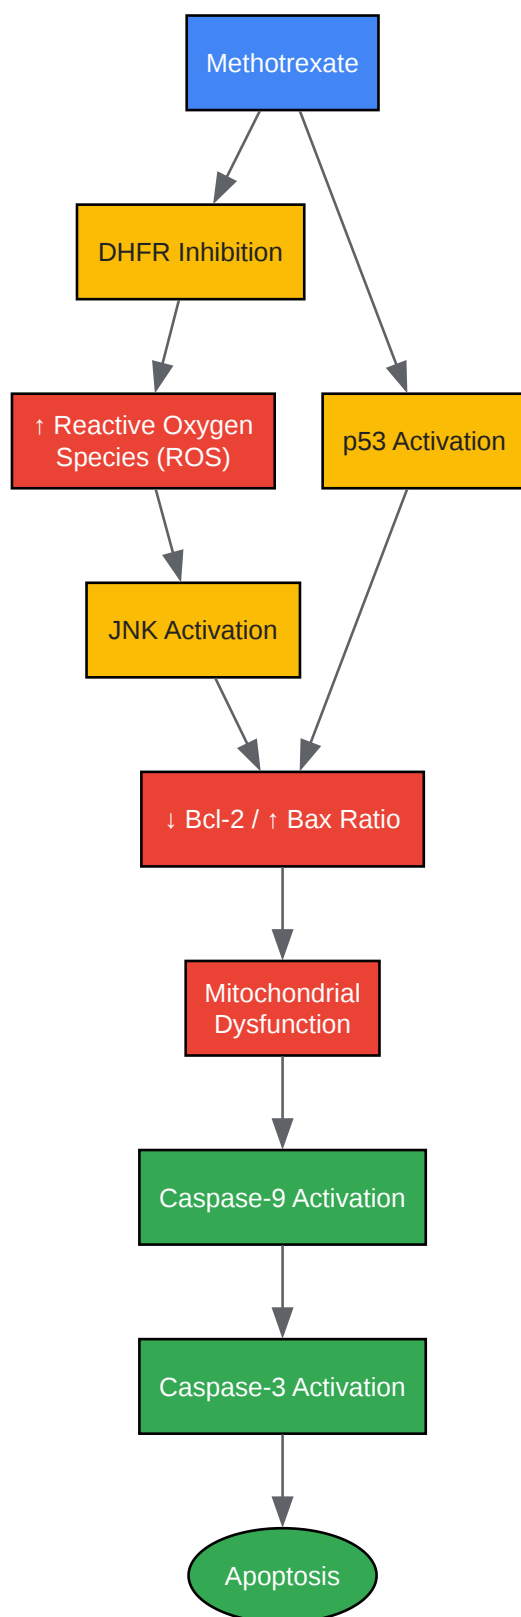 Methotrexate
DHFR Inhibition
↑ Reactive Oxygen
Species (ROS)
p53 Activation
JNK Activation
↓ Bcl-2 / ↑ Bax Ratio
Mitochondrial
Dysfunction
Caspase-9 Activation
Caspase-3 Activation
Apoptosis